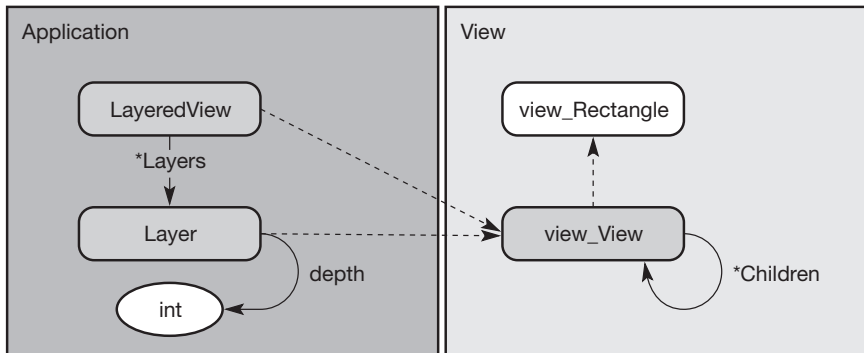 Application
LayeredView
*Layers
Layer
depth
int
View
view_Rectangle
view_View
*Children